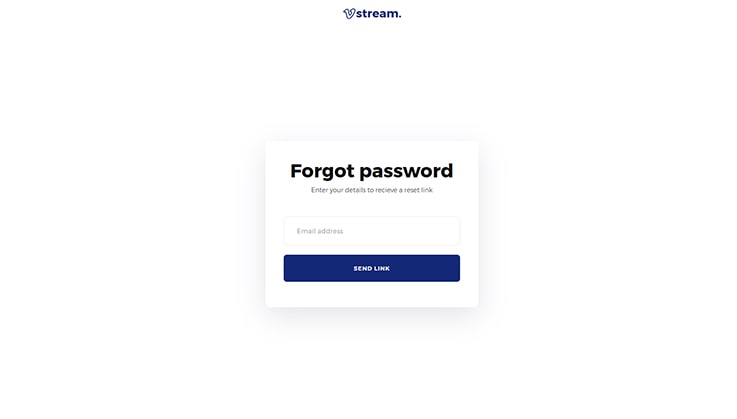 Vstream.
Forgot password
Enter your details to recieve a reset link
Email address
SEND LINK